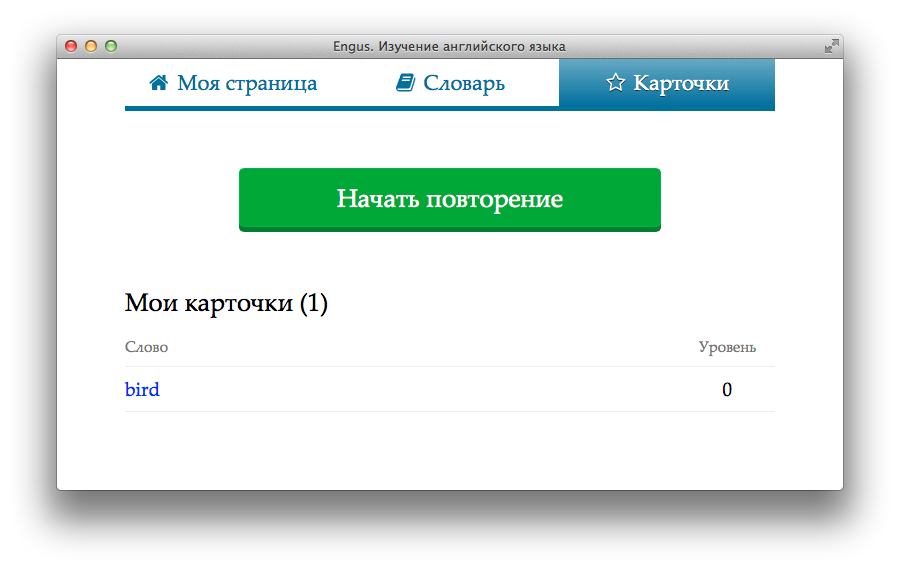 Engus. Изучение английского языка
Моя страница Словарь Карточки
Начать повторение
Мои карточки (1)
Слово Уровень
bird 0